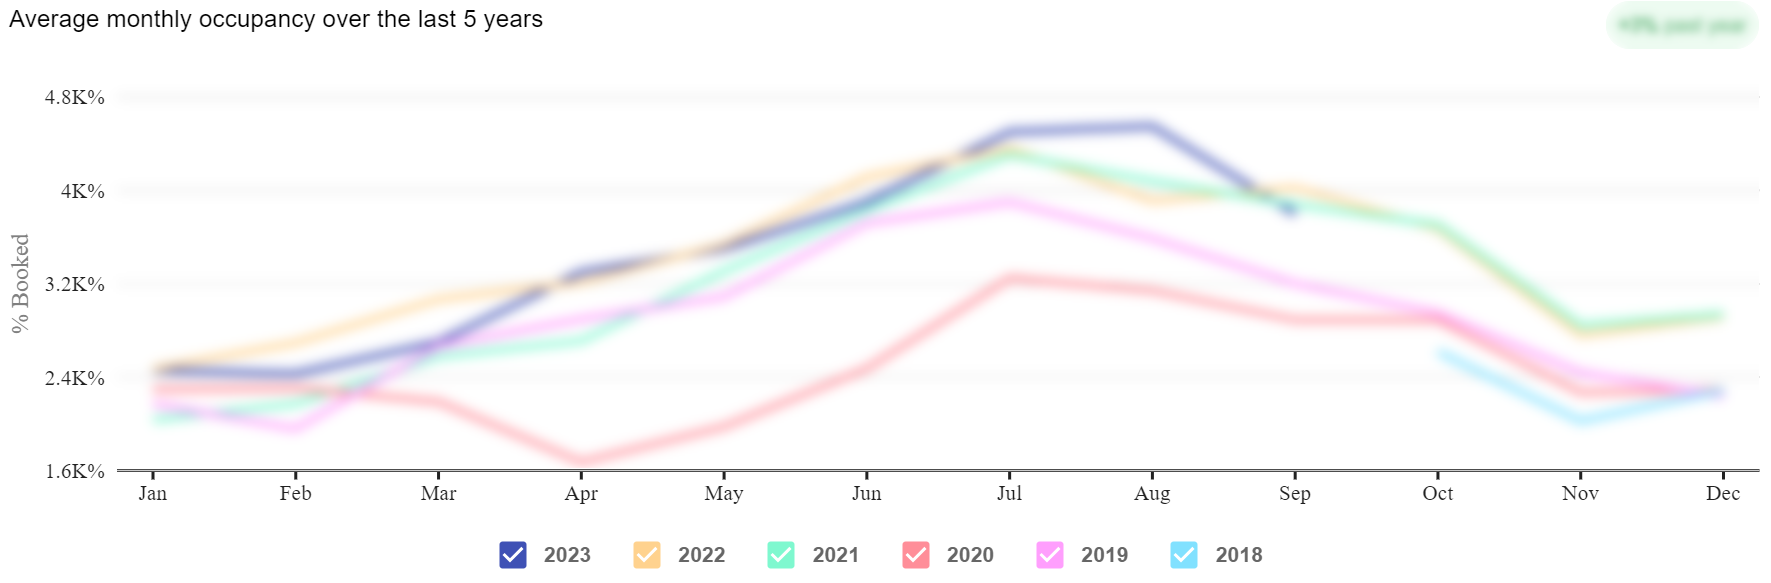 Average monthly occupancy over the last 5 years
4.8K%
4K%
3.2K%
2.4K%
1.6K%
% Booked
Jan Feb Mar Apr May Jun Jul Aug Sep Oct Nov Dec
2023 2022 2021 2020 2019 2018